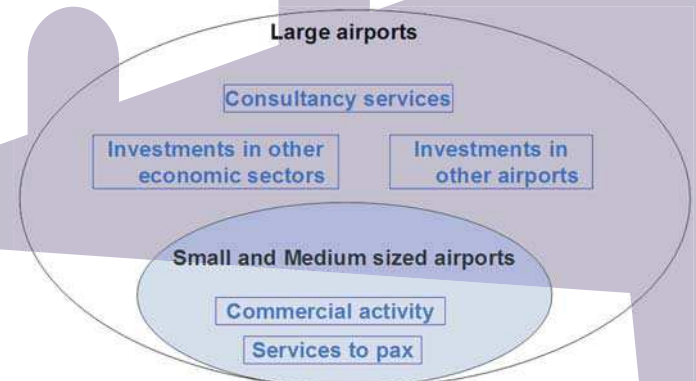 Large airports
Consultancy services
Investments in other
economic sectors
Investments in
other airports
Small and Medium sized airports
Commercial activity
Services to pax